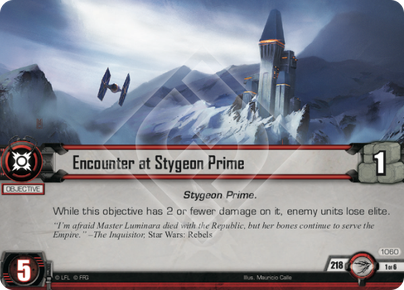 Encounter at Stygeon Prime
1
OBJECTIVE
Stygeon Prime.
While this objective has 2 or fewer damage on it, enemy units lose elite.
"I'm afraid Master Luminara died with the Republic, but her bones continue to serve the
Empire." –The Inquisitor, Star Wars: Rebels
1060
5
© LFL © FFG
Illus. Mauricio Calle
218
1 of 6